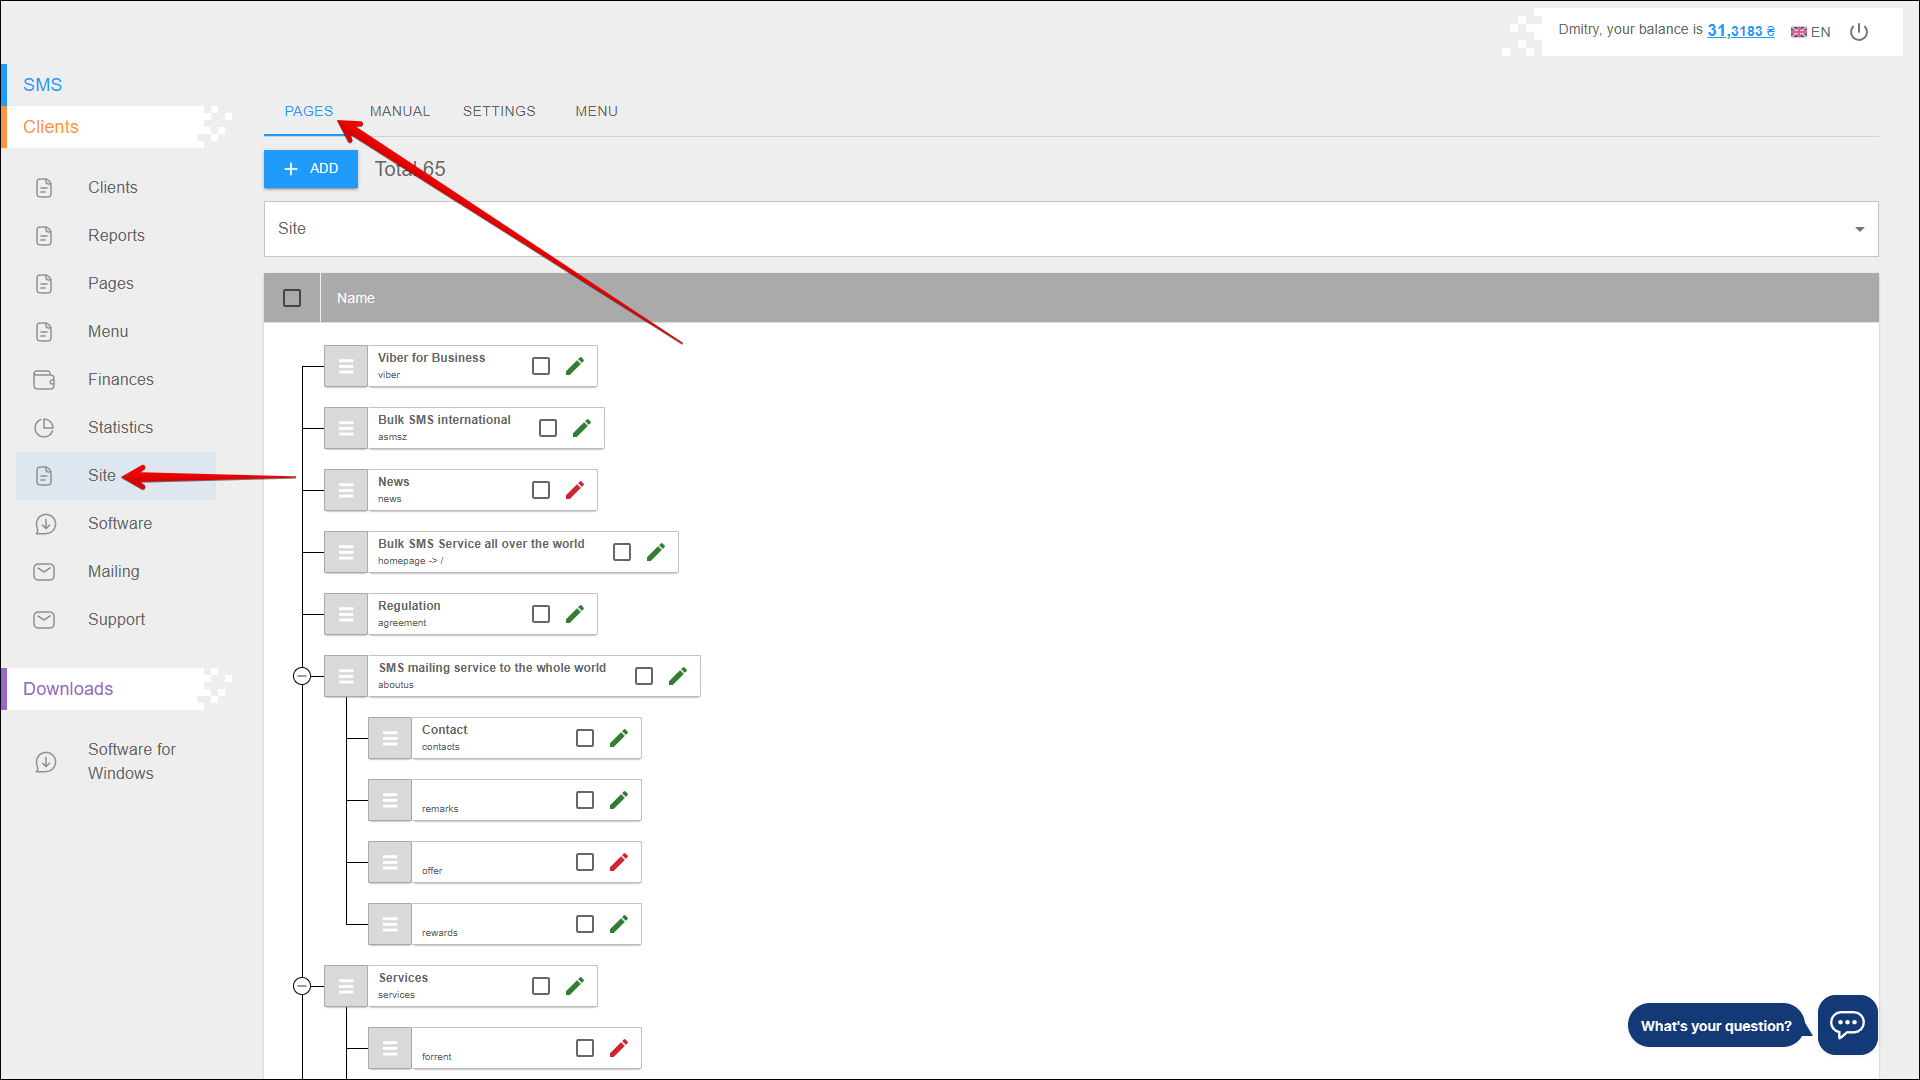 Dmitry, your balance is 31,3183 ₴ EN
SMS
Clients
Clients
Reports
Pages
Menu
Finances
Statistics
Site
Software
Mailing
Support
Downloads
Software for
Windows
PAGES MANUAL SETTINGS MENU
+ ADD Total 65
Site
Name
Viber for Business
viber
Bulk SMS international
asmsz
News
news
Bulk SMS Service all over the world
homepage -> /
Regulation
agreement
SMS mailing service to the whole world
aboutus
Contact
contacts
remarks
offer
rewards
Services
services
forrent
What's your question?